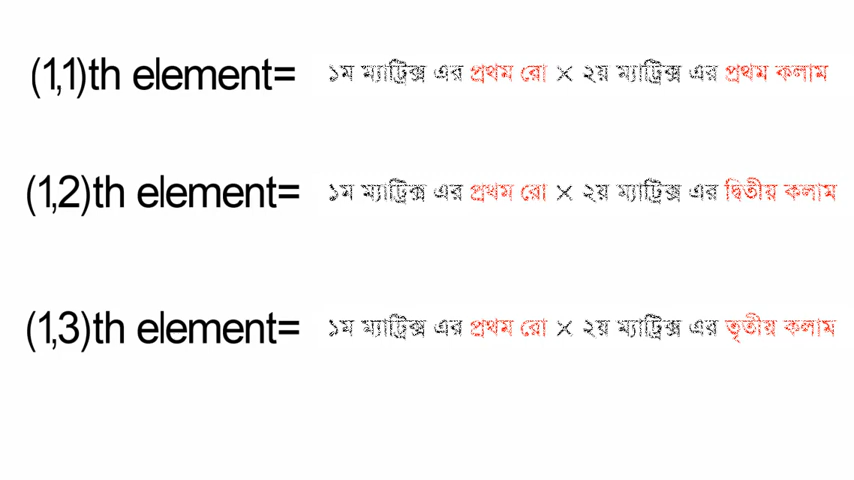 (1,1)th element= ১ম ম্যাট্রিক্স এর প্রথম রো × ২য় ম্যাট্রিক্স এর প্রথম কলাম
(1,2)th element= ১ম ম্যাট্রিক্স এর প্রথম রো × ২য় ম্যাট্রিক্স এর দ্বিতীয় কলাম
(1,3)th element= ১ম ম্যাট্রিক্স এর প্রথম রো × ২য় ম্যাট্রিক্স এর তৃতীয় কলাম